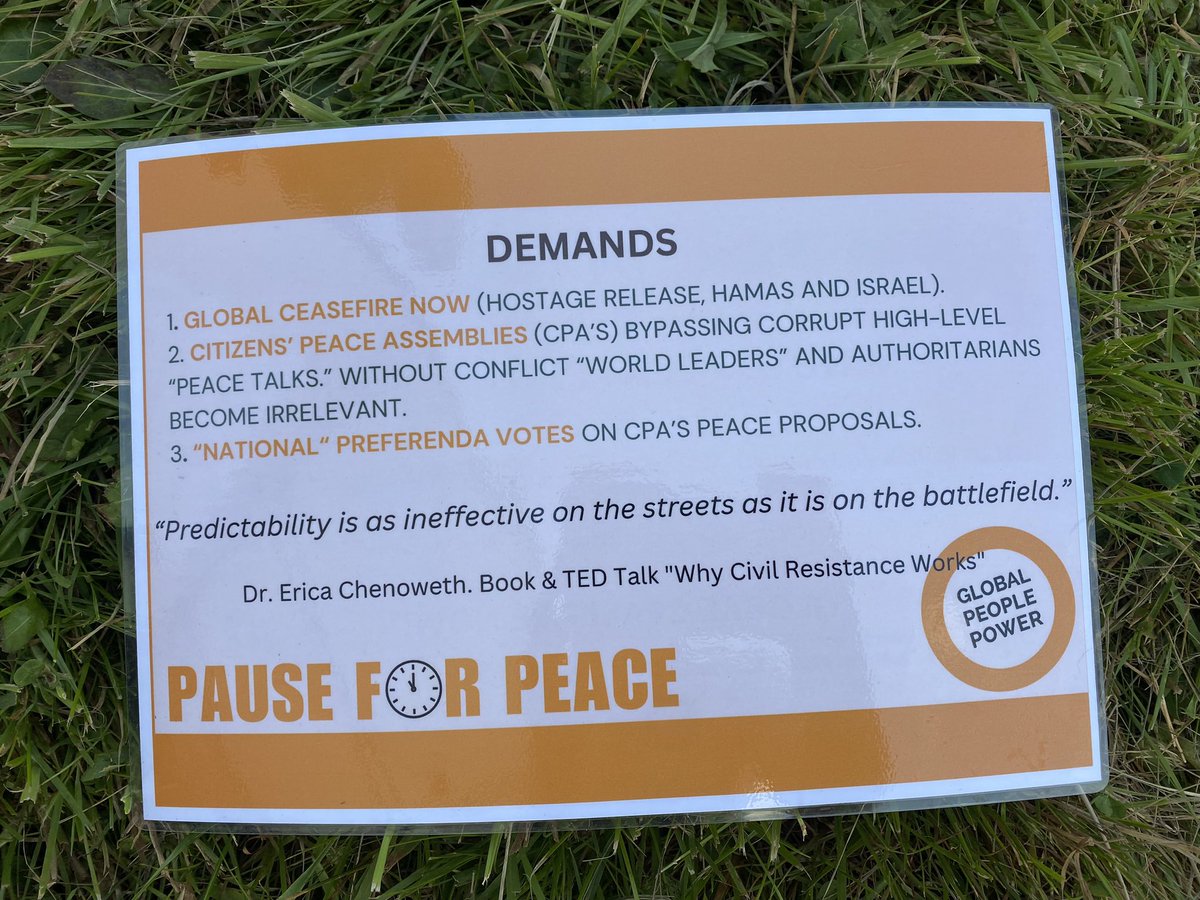 DEMANDS
1. GLOBAL CEASEFIRE NOW (HOSTAGE RELEASE, HAMAS AND ISRAEL).
2. CITIZENS’ PEACE ASSEMBLIES (CPA’S) BYPASSING CORRUPT HIGH-LEVEL
“PEACE TALKS.” WITHOUT CONFLICT “WORLD LEADERS” AND AUTHORITARIANS
BECOME IRRELEVANT.
3. “NATIONAL“ PREFERENDA VOTES ON CPA’S PEACE PROPOSALS.
“Predictability is as ineffective on the streets as it is on the battlefield.”
Dr. Erica Chenoweth. Book & TED Talk "Why Civil Resistance Works"
GLOBAL
PEOPLE
POWER
PAUSE FOR PEACE